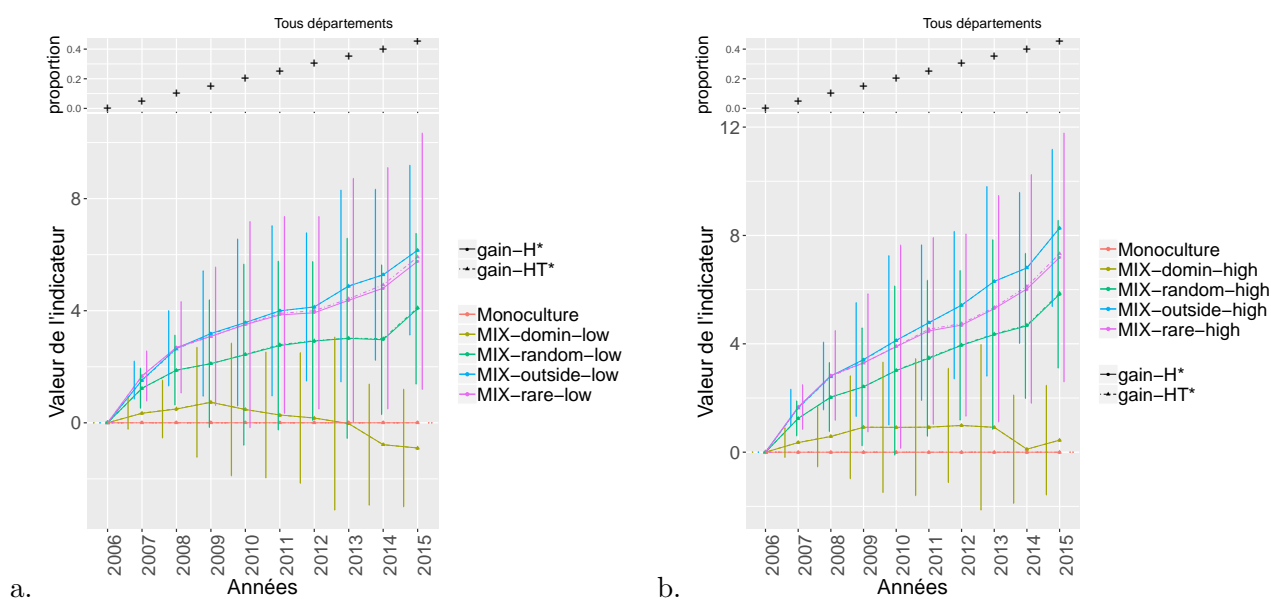 Tous départements
proportion
0.4
0.2
0.0
Valeur de l'indicateur
8
4
0
2006 2007 2008 2009 2010 2011 2012 2013 2014 2015
Années
gain−H*
gain−HT*
Monoculture
MIX−domin−low
MIX−random−low
MIX−outside−low
MIX−rare−low
a.
Tous départements
proportion
0.4
0.2
0.0
Valeur de l'indicateur
12
8
4
0
2006 2007 2008 2009 2010 2011 2012 2013 2014 2015
Années
Monoculture
MIX−domin−high
MIX−random−high
MIX−outside−high
MIX−rare−high
gain−H*
gain−HT*
b.